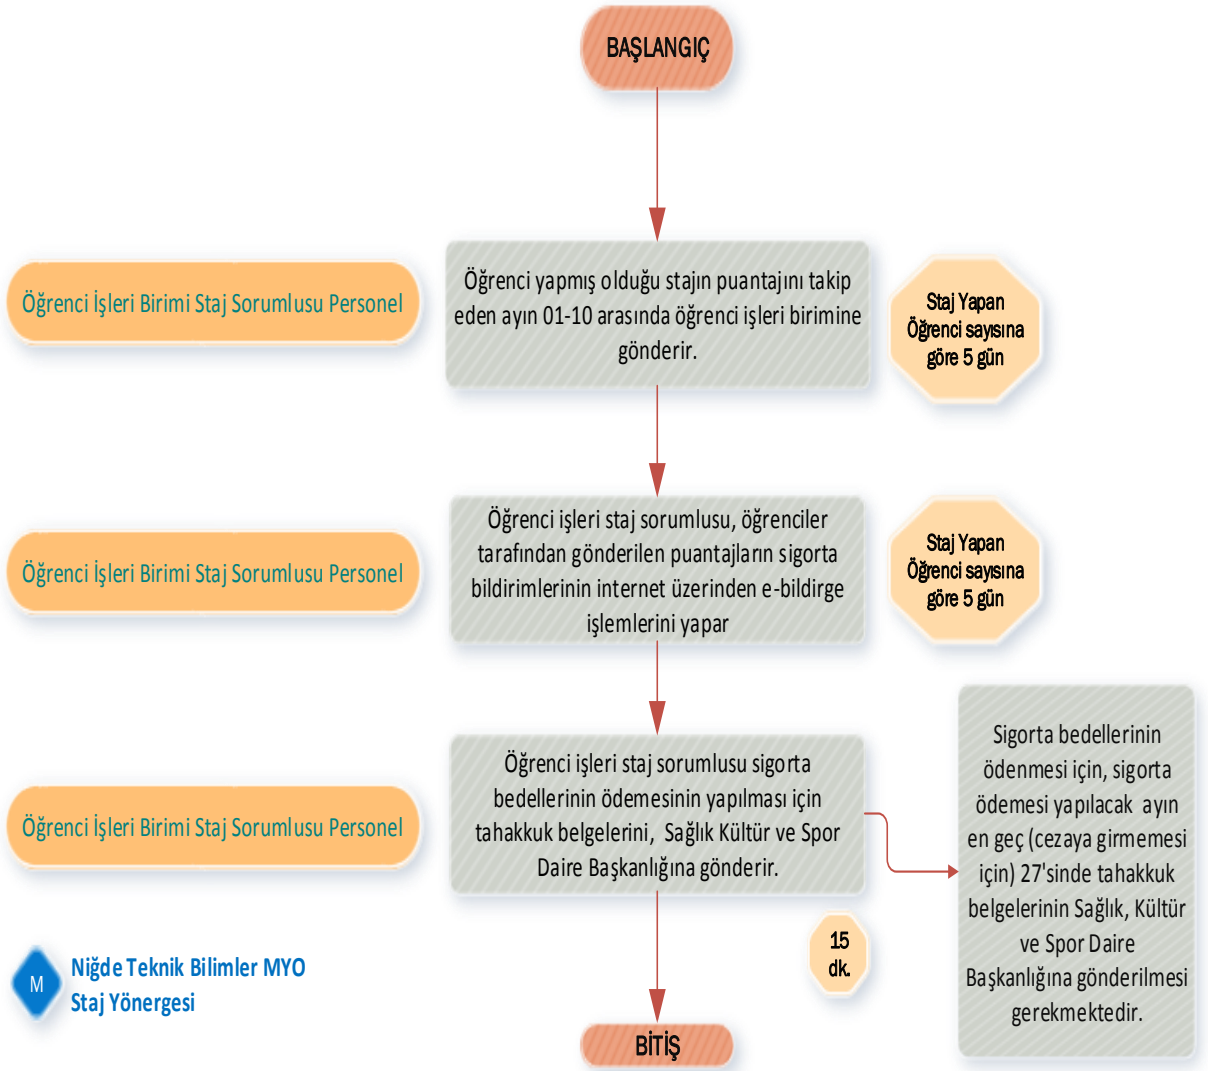 BAŞLANGIÇ
Öğrenci İşleri Birimi Staj Sorumlusu Personel
Öğrenci yapmış olduğu stajın puantajını takip
eden ayın 01-10 arasında öğrenci işleri birimine
gönderir.
Staj Yapan
Öğrenci sayısına
göre 5 gün
Öğrenci İşleri Birimi Staj Sorumlusu Personel
Öğrenci işleri staj sorumlusu, öğrenciler
tarafından gönderilen puantajların sigorta
bildirimlerinin internet üzerinden e-bildirge
işlemlerini yapar
Staj Yapan
Öğrenci sayısına
göre 5 gün
Öğrenci İşleri Birimi Staj Sorumlusu Personel
Öğrenci işleri staj sorumlusu sigorta
bedellerinin ödemesinin yapılması için
tahakkuk belgelerini, Sağlık Kültür ve Spor
Daire Başkanlığına gönderir.
Sigorta bedellerinin
ödenmesi için, sigorta
ödemesi yapılacak ayın
en geç (cezaya girmemesi
için) 27'sinde tahakkuk
belgelerinin Sağlık, Kültür
ve Spor Daire
Başkanlığına gönderilmesi
gerekmektedir.
15
dk.
M
Niğde Teknik Bilimler MYO
Staj Yönergesi
BİTİŞ